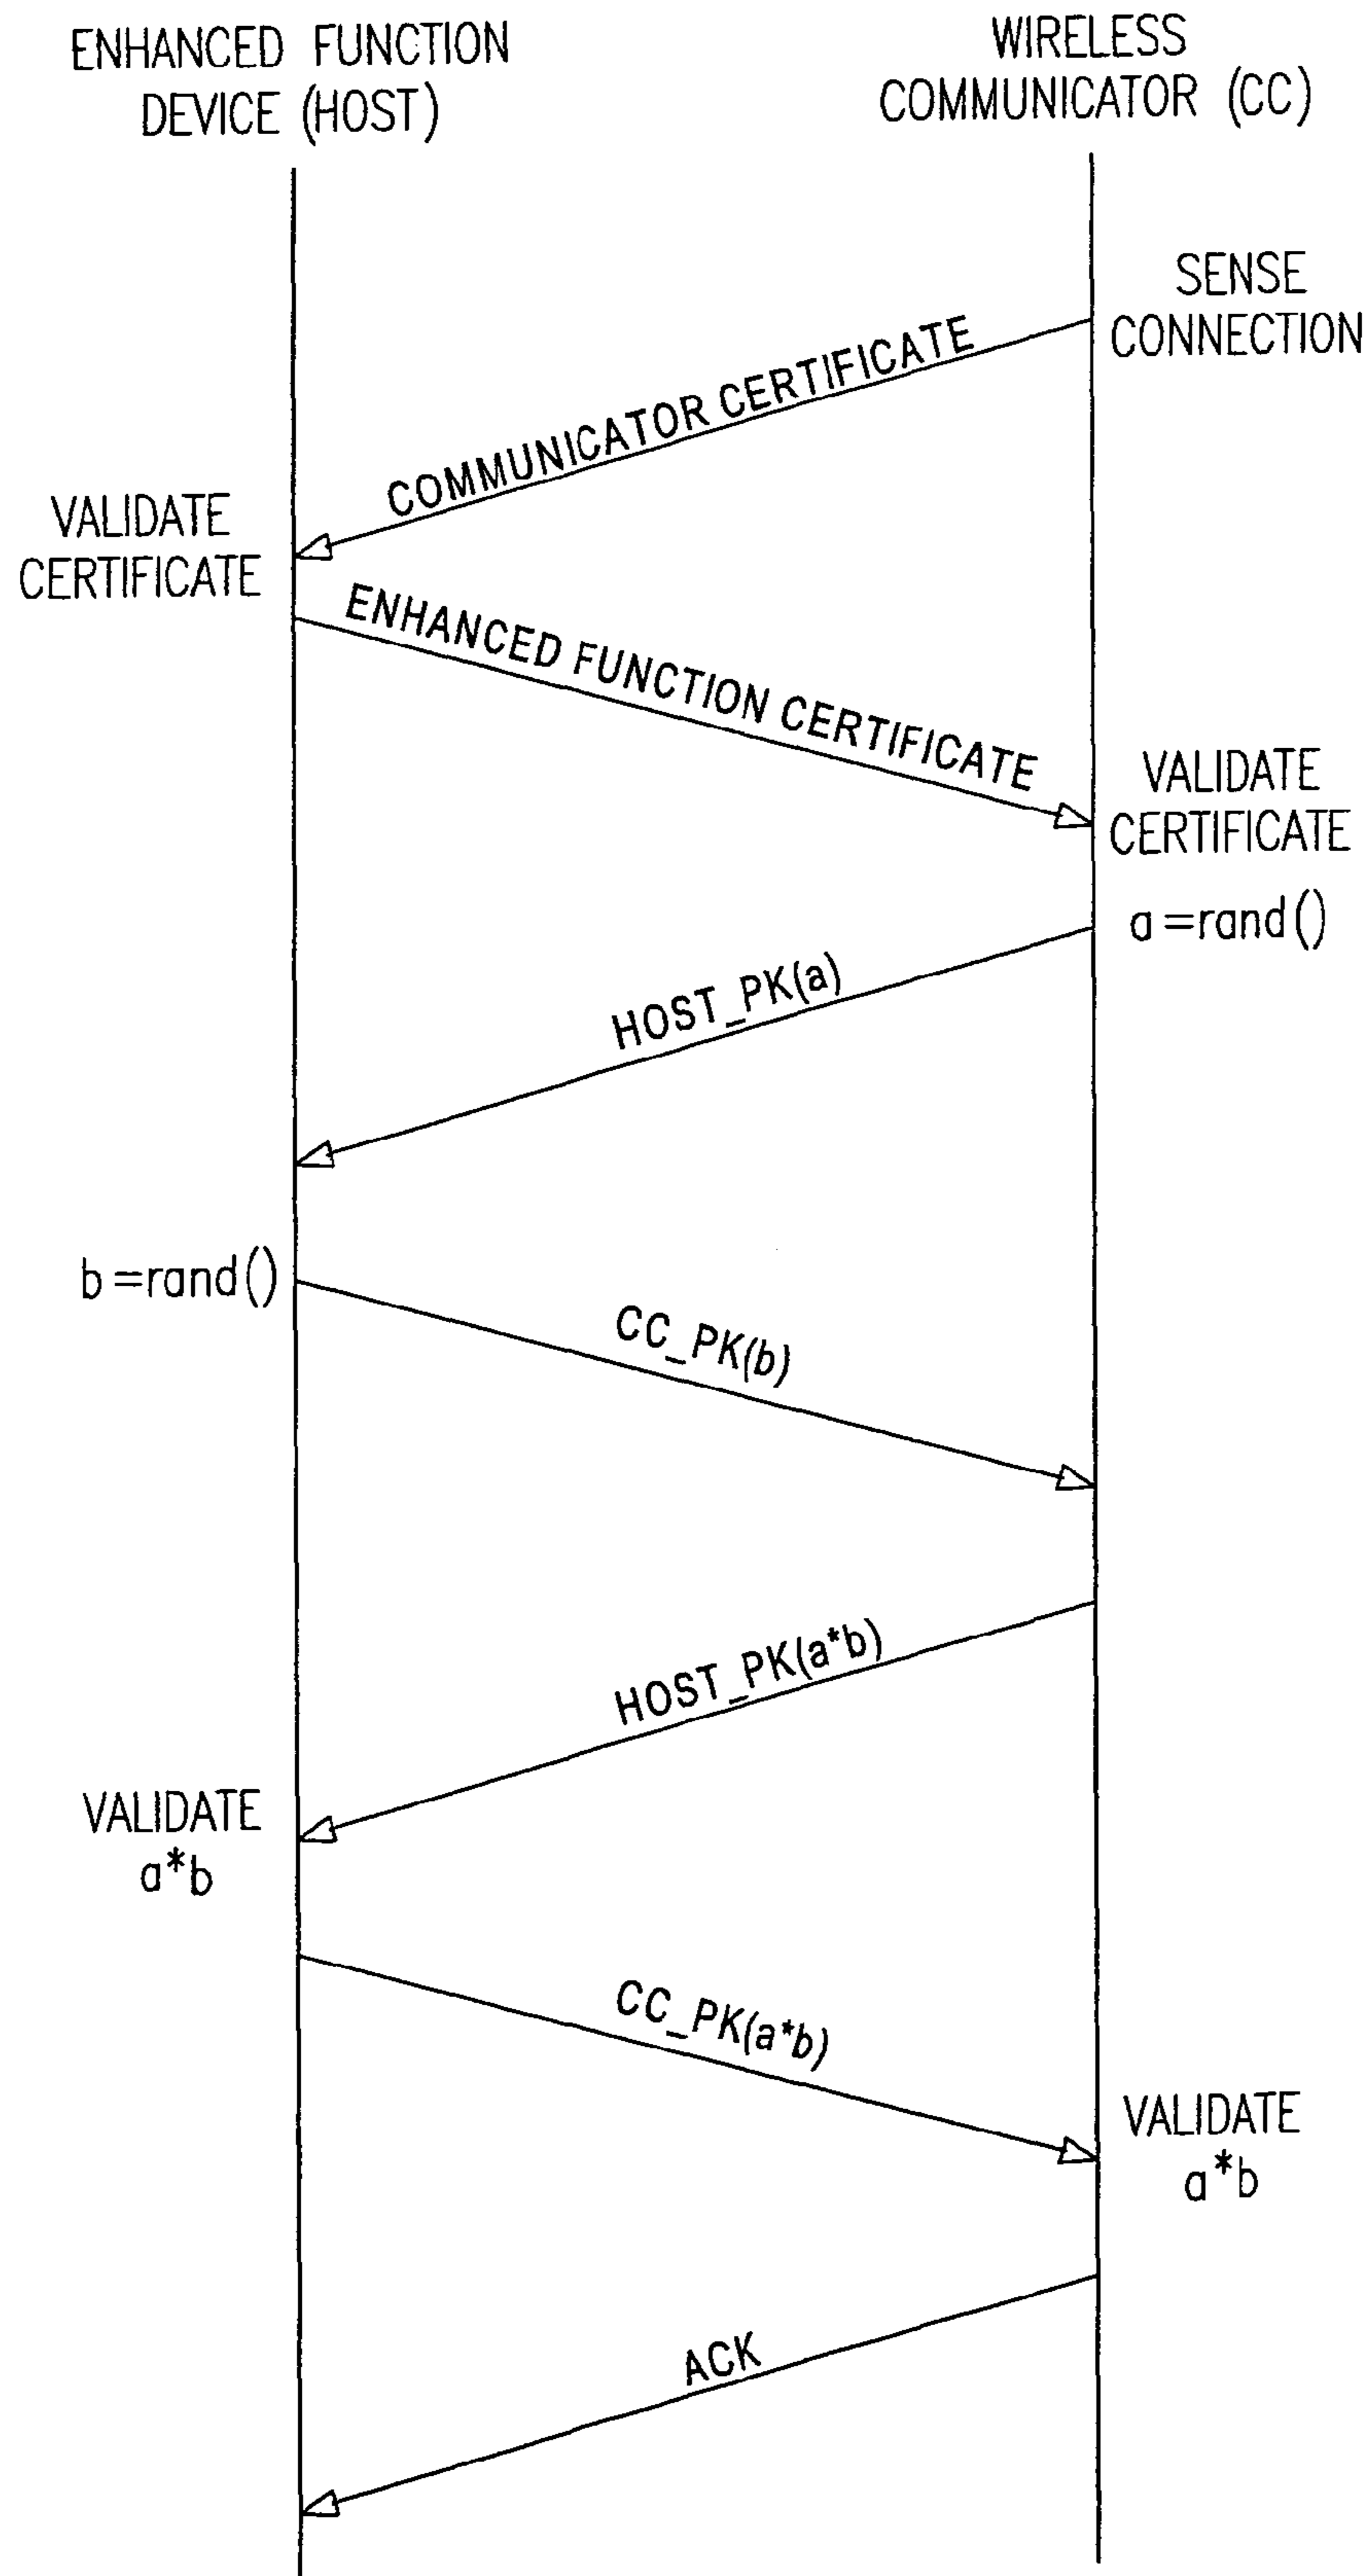 ENHANCED FUNCTION
DEVICE (HOST)
WIRELESS
COMMUNICATOR (CC)
SENSE
CONNECTION
COMMUNICATOR CERTIFICATE
VALIDATE
CERTIFICATE
ENHANCED FUNCTION CERTIFICATE
VALIDATE
CERTIFICATE
a=rand()
HOST_PK(a)
b=rand()
CC_PK(b)
HOST_PK(a*b)
VALIDATE
a*b
CC_PK(a*b)
VALIDATE
a*b
ACK